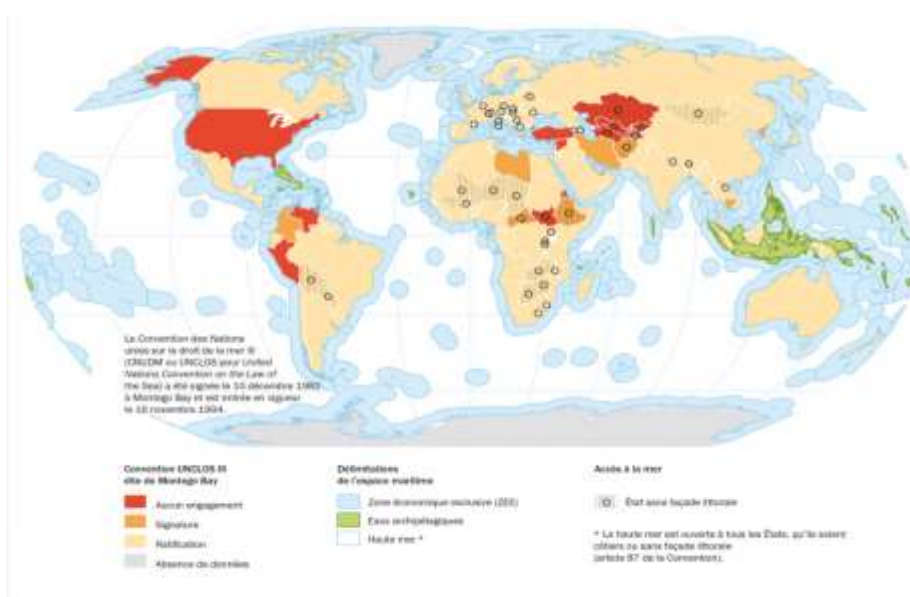 La Convention des Nations
unies sur le droit de la mer III
(CNUDM ou UNCLOS pour United
Nations Convention on the Law of
the Sea) a été signée le 10 décembre 1982
à Montego Bay et est entrée en vigueur
le 16 novembre 1994.
Convention UNCLOS III
dite de Montego Bay
Aucun engagement
Signature
Ratification
Absence de données
Délimitations
de l'espace maritime
Zone économique exclusive (ZEE)
Eaux archipélagiques
Haute mer *
Accès à la mer
État sans façade littorale
* La haute mer est ouverte à tous les États, qu'ils soient
côtiers ou sans façade littorale
(article 87 de la Convention).